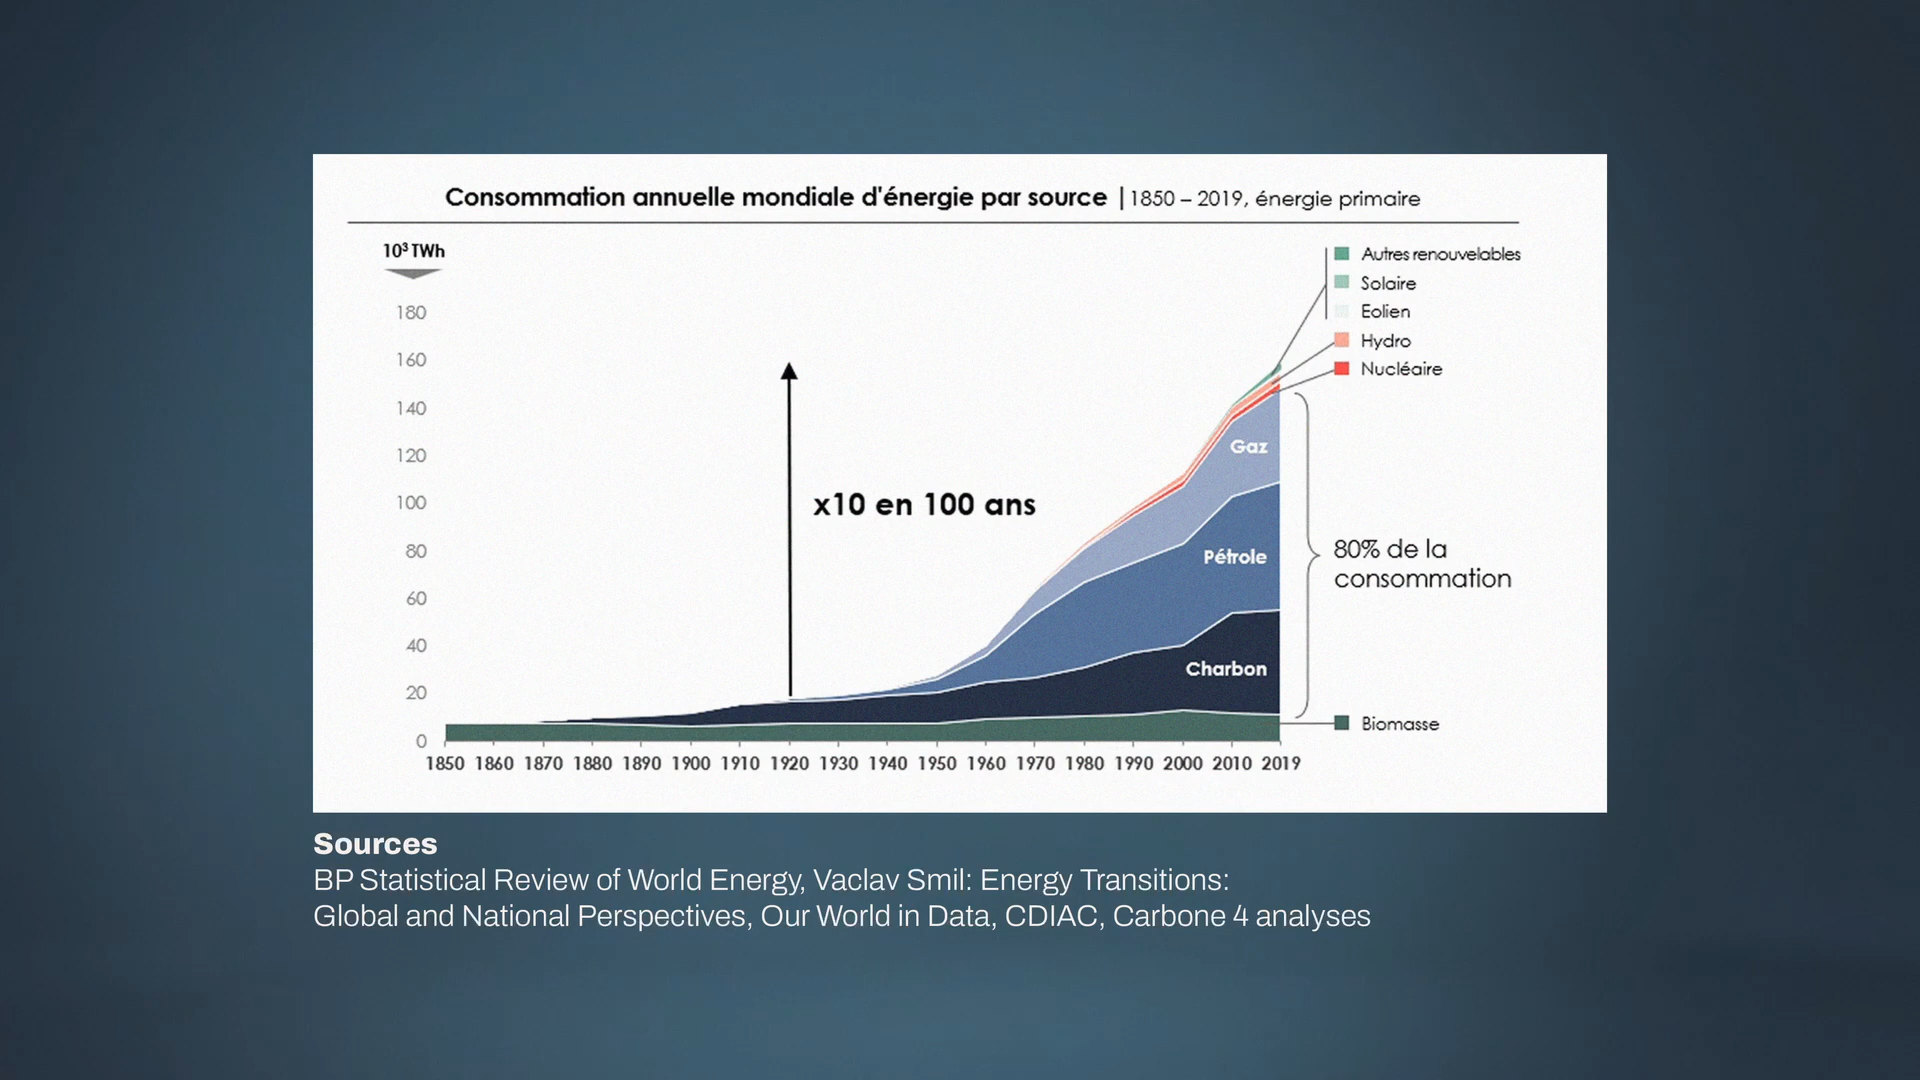 Consommation annuelle mondiale d'énergie par source | 1850 – 2019, énergie primaire
10³ TWh
180
160
140
120
100
80
60
40
20
0
1850 1860 1870 1880 1890 1900 1910 1920 1930 1940 1950 1960 1970 1980 1990 2000 2010 2019
x10 en 100 ans
Gaz
Pétrole
Charbon
Autres renouvelables
Solaire
Eolien
Hydro
Nucléaire
80% de la
consommation
Biomasse
Sources
BP Statistical Review of World Energy, Vaclav Smil: Energy Transitions:
Global and National Perspectives, Our World in Data, CDIAC, Carbone 4 analyses